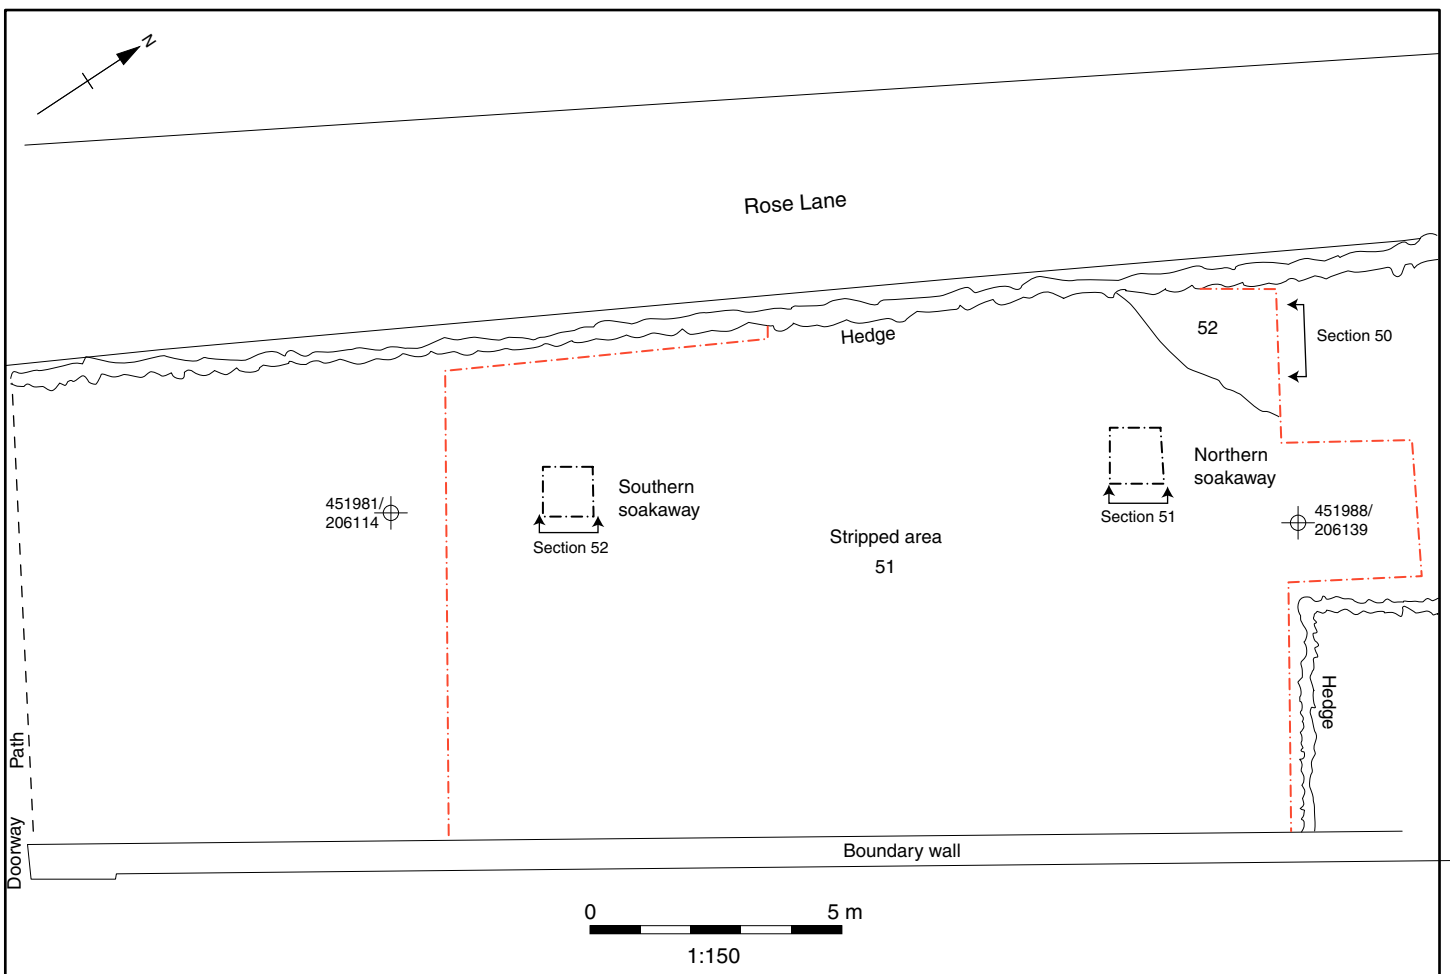 N
Rose Lane
Hedge
52
Section 50
Northern
soakaway
Section 51
451988/
206139
Southern
soakaway
Section 52
451981/
206114
Stripped area
51
Hedge
Path
Doorway
Boundary wall
0 5 m
1:150